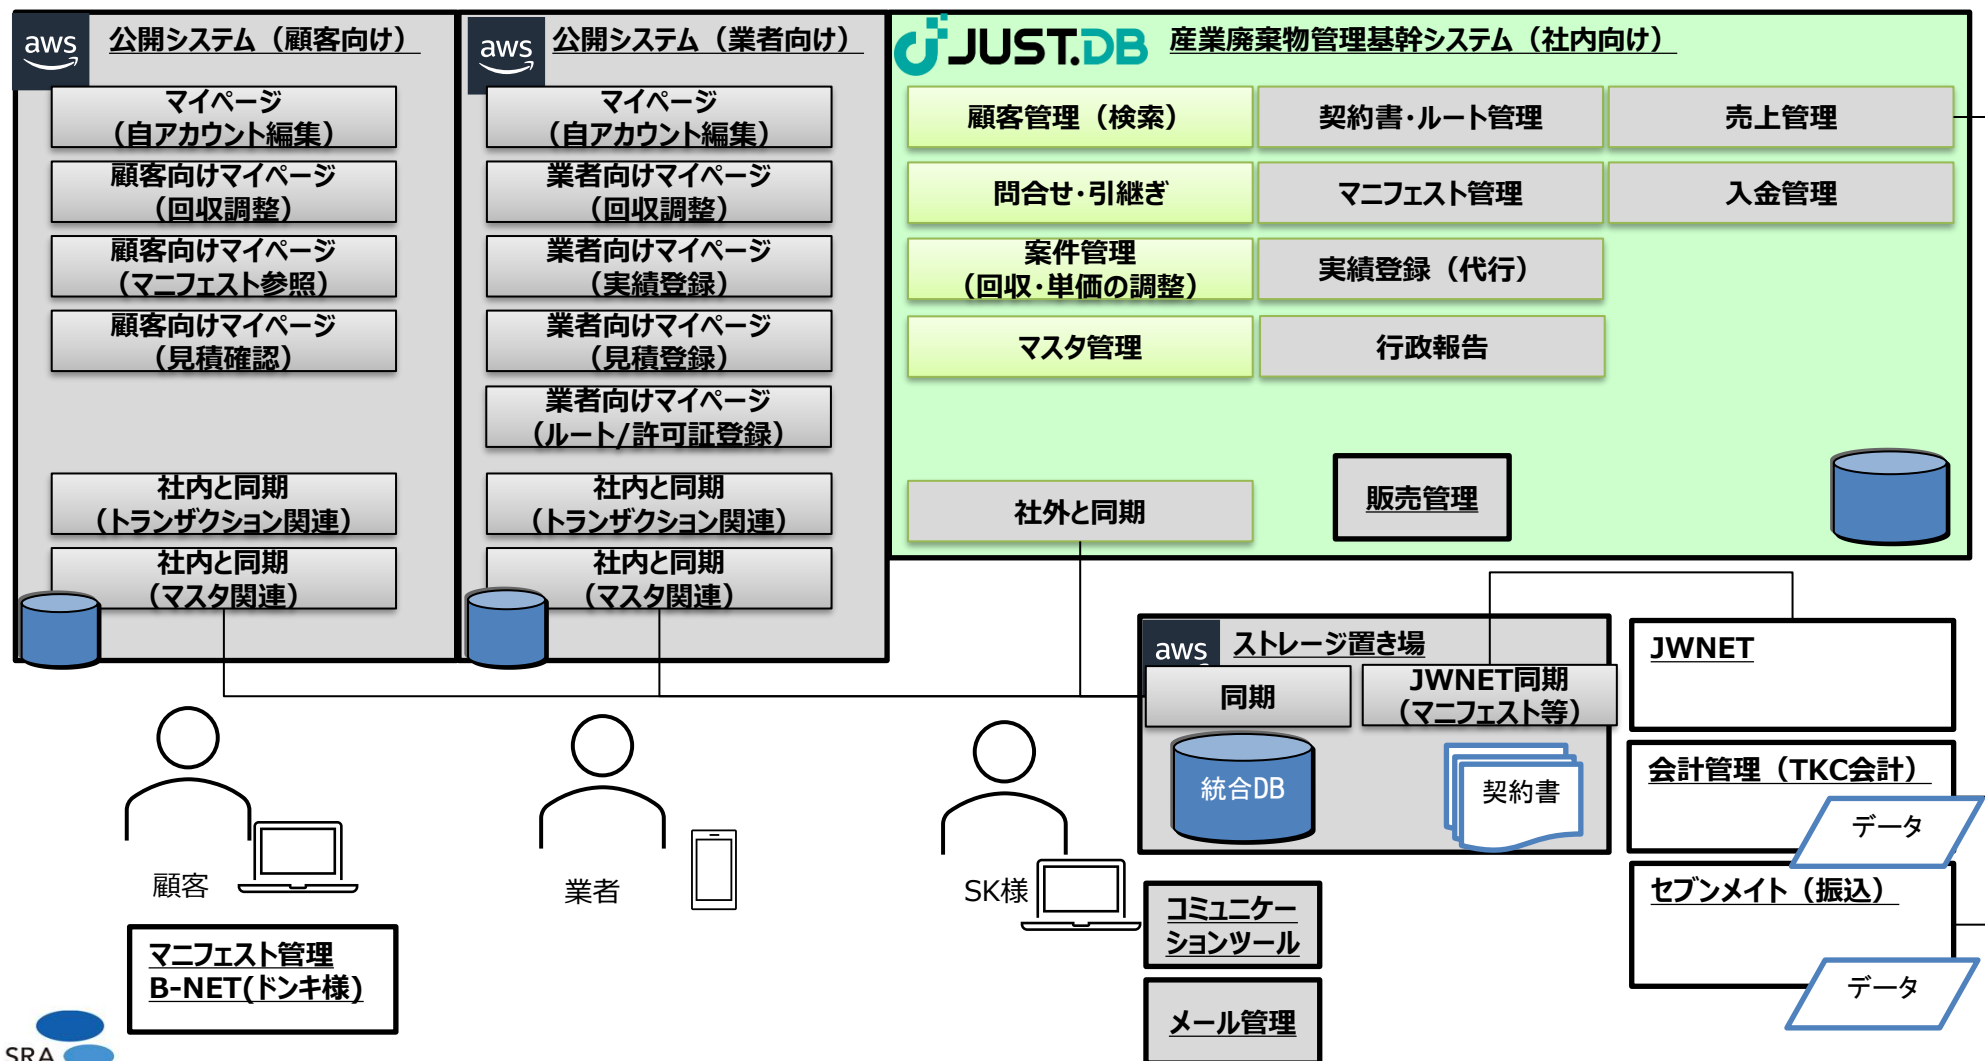 aws
公開システム（顧客向け）
マイページ
（自アカウント編集）
顧客向けマイページ
（回収調整）
顧客向けマイページ
（マニフェスト参照）
顧客向けマイページ
（見積確認）
社内と同期
（トランザクション関連）
社内と同期
（マスタ関連）
aws
公開システム（業者向け）
マイページ
（自アカウント編集）
業者向けマイページ
（回収調整）
業者向けマイページ
（実績登録）
業者向けマイページ
（見積登録）
業者向けマイページ
（ルート/許可証登録）
社内と同期
（トランザクション関連）
社内と同期
（マスタ関連）
JUST.DB
産業廃棄物管理基幹システム（社内向け）
顧客管理（検索）
契約書・ルート管理
売上管理
問合せ・引継ぎ
マニフェスト管理
入金管理
案件管理
（回収・単価の調整）
実績登録（代行）
マスタ管理
行政報告
社外と同期
販売管理
aws
ストレージ置き場
同期
JWNET同期
（マニフェスト等）
統合DB
契約書
JWNET
会計管理（TKC会計）
データ
セブンメイト（振込）
データ
顧客
業者
SK様
コミュニケー
ションツール
メール管理
マニフェスト管理
B-NET(ドンキ様)
SRA